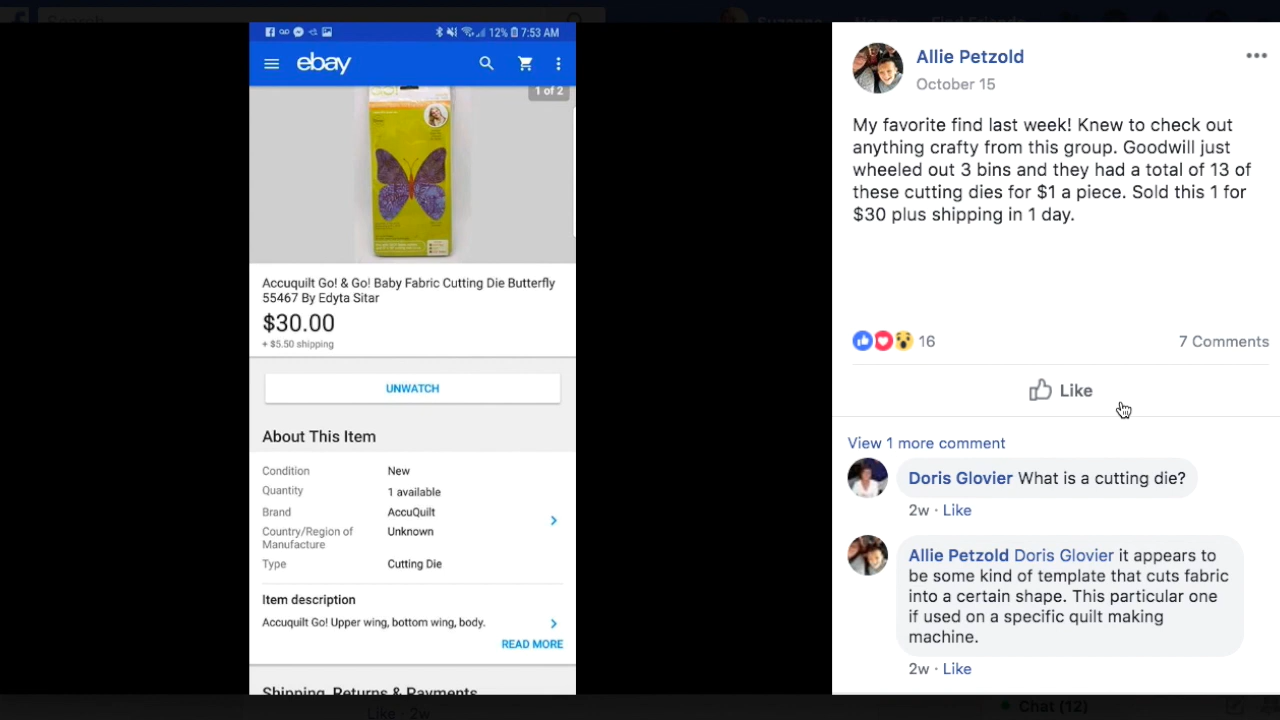 Search
Suzanne
Find Friends
12% 7:53 AM
ebay
1 of 2
Accuquilt Go! & Go! Baby Fabric Cutting Die Butterfly
55467 By Edyta Sitar
$30.00
+ $5.50 shipping
UNWATCH
About This Item
Condition New
Quantity 1 available
Brand AccuQuilt
Country/Region of Unknown
Manufacture
Type Cutting Die
Item description
Accuquilt Go! Upper wing, bottom wing, body.
READ MORE
Shipping, Returns & Payments
Allie Petzold
October 15
My favorite find last week! Knew to check out
anything crafty from this group. Goodwill just
wheeled out 3 bins and they had a total of 13 of
these cutting dies for $1 a piece. Sold this 1 for
$30 plus shipping in 1 day.
16
7 Comments
Like
View 1 more comment
Doris Glovier What is a cutting die?
2w · Like
Allie Petzold Doris Glovier it appears to
be some kind of template that cuts fabric
into a certain shape. This particular one
if used on a specific quilt making
machine.
2w · Like
Like · 2w
Chat (12)